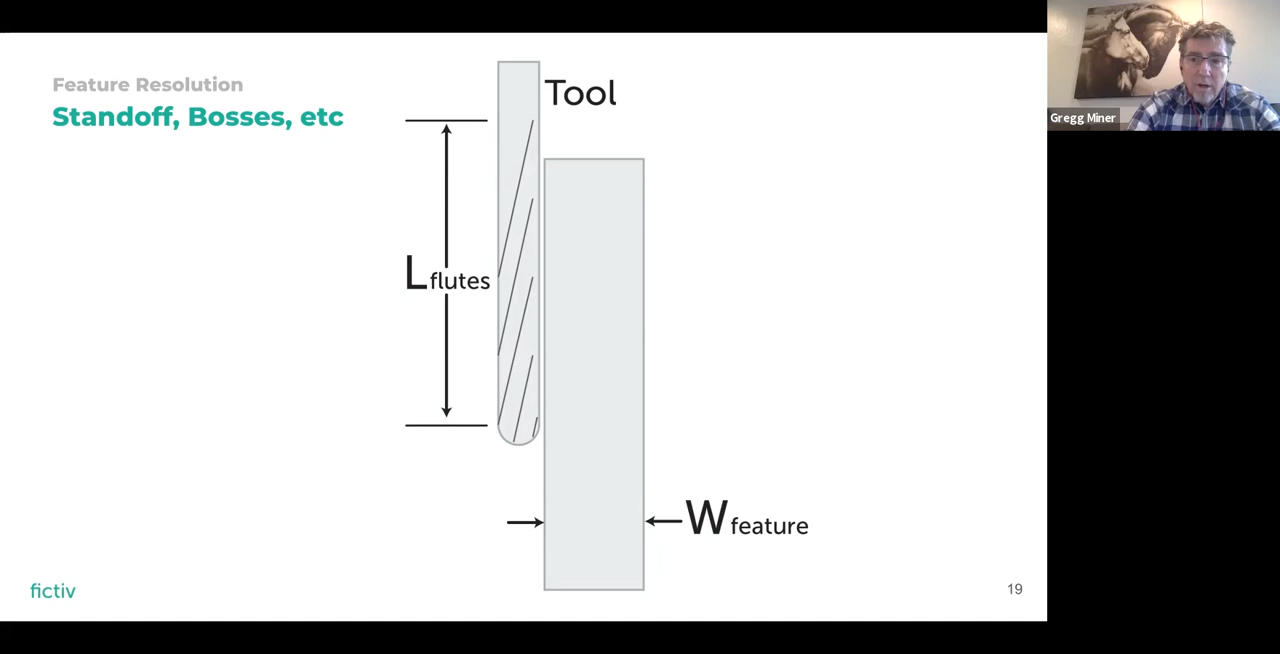 Feature Resolution
Standoff, Bosses, etc
Tool
Lflutes
Wfeature
fictiv
19
Gregg Miner